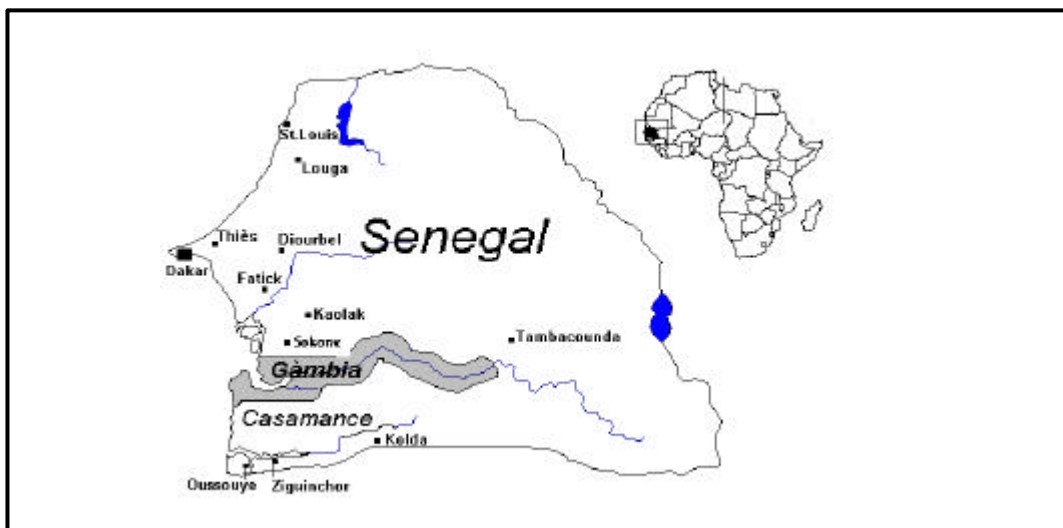 St.Louis
Louga
Senegal
Thiès
Diourbel
Dakar
Fatick
Kaolak
Sokone
Tambacounda
Gàmbia
Casamance
Kolda
Oussouye
Ziguinchor